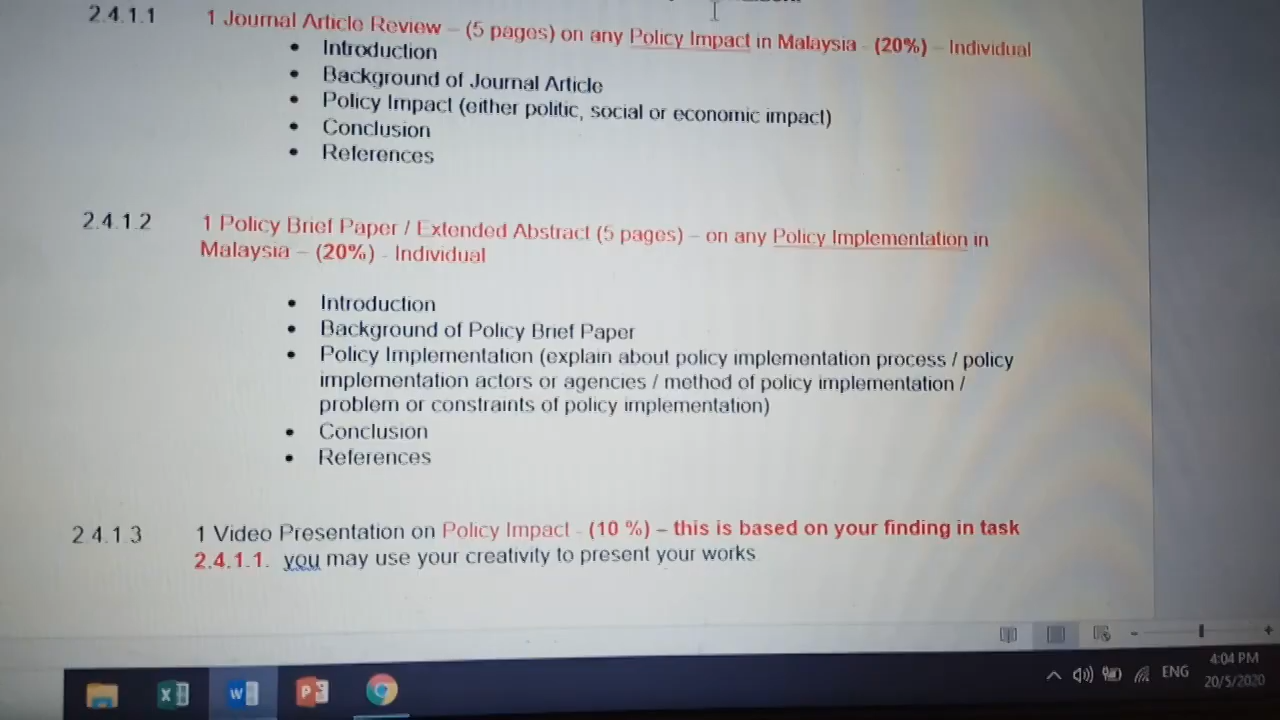 2.4.1.1 1 Journal Article Review – (5 pages) on any Policy Impact in Malaysia - (20%) – Individual
• Introduction
• Background of Journal Article
• Policy Impact (either politic, social or economic impact)
• Conclusion
• References
2.4.1.2 1 Policy Brief Paper / Extended Abstract (5 pages) – on any Policy Implementation in
Malaysia – (20%) - Individual
• Introduction
• Background of Policy Brief Paper
• Policy Implementation (explain about policy implementation process / policy
implementation actors or agencies / method of policy implementation /
problem or constraints of policy implementation)
• Conclusion
• References
2.4.1.3 1 Video Presentation on Policy Impact - (10 %) – this is based on your finding in task
2.4.1.1. you may use your creativity to present your works
ENG
4:04 PM
20/5/2020